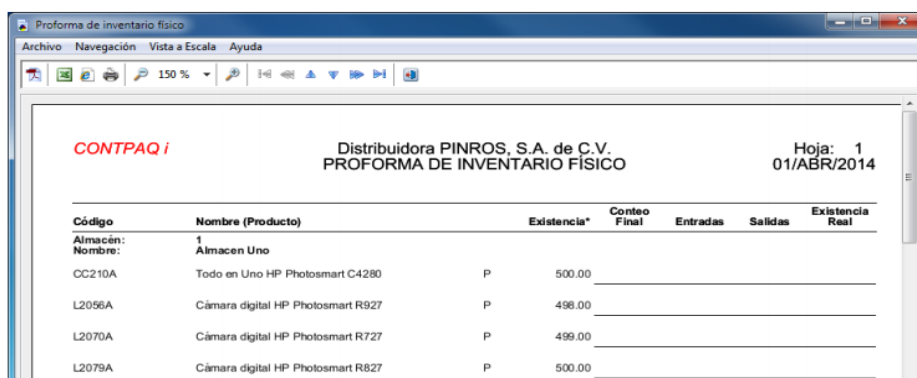 Proforma de inventario físico
Archivo Navegación Vista a Escala Ayuda
150 %
CONTPAQ i Distribuidora PINROS, S.A. de C.V. Hoja: 1
PROFORMA DE INVENTARIO FÍSICO 01/ABR/2014
Código Nombre (Producto) Existencia* Conteo Final Entradas Salidas Existencia Real
Almacén: 1
Nombre: Almacen Uno
CC210A Todo en Uno HP Photosmart C4280 P 500.00
L2056A Cámara digital HP Photosmart R927 P 498.00
L2070A Cámara digital HP Photosmart R727 P 499.00
L2079A Cámara digital HP Photosmart R827 P 500.00